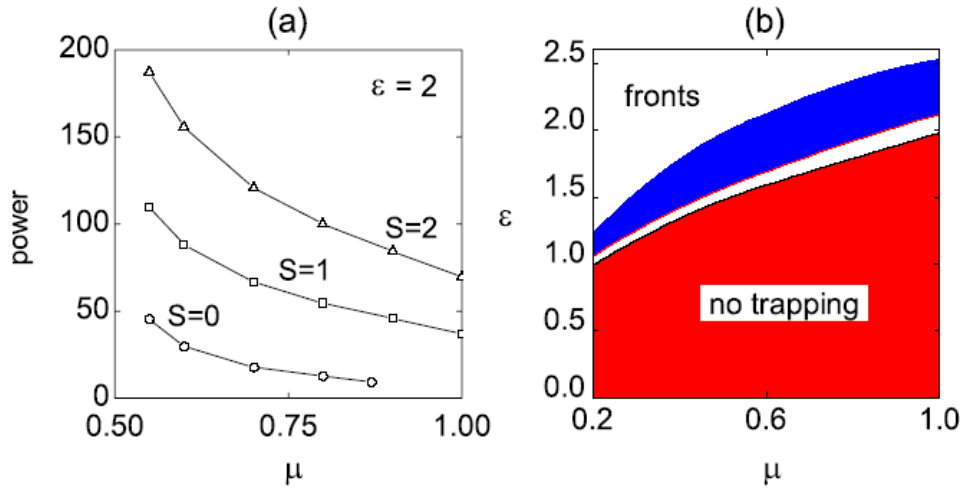 (a)
200
150
100
50
0
power
ε = 2
S=2
S=1
S=0
0.50
0.75
1.00
μ
(b)
2.5
2.0
1.5
1.0
0.5
0.0
ε
fronts
no trapping
0.2
0.6
1.0
μ